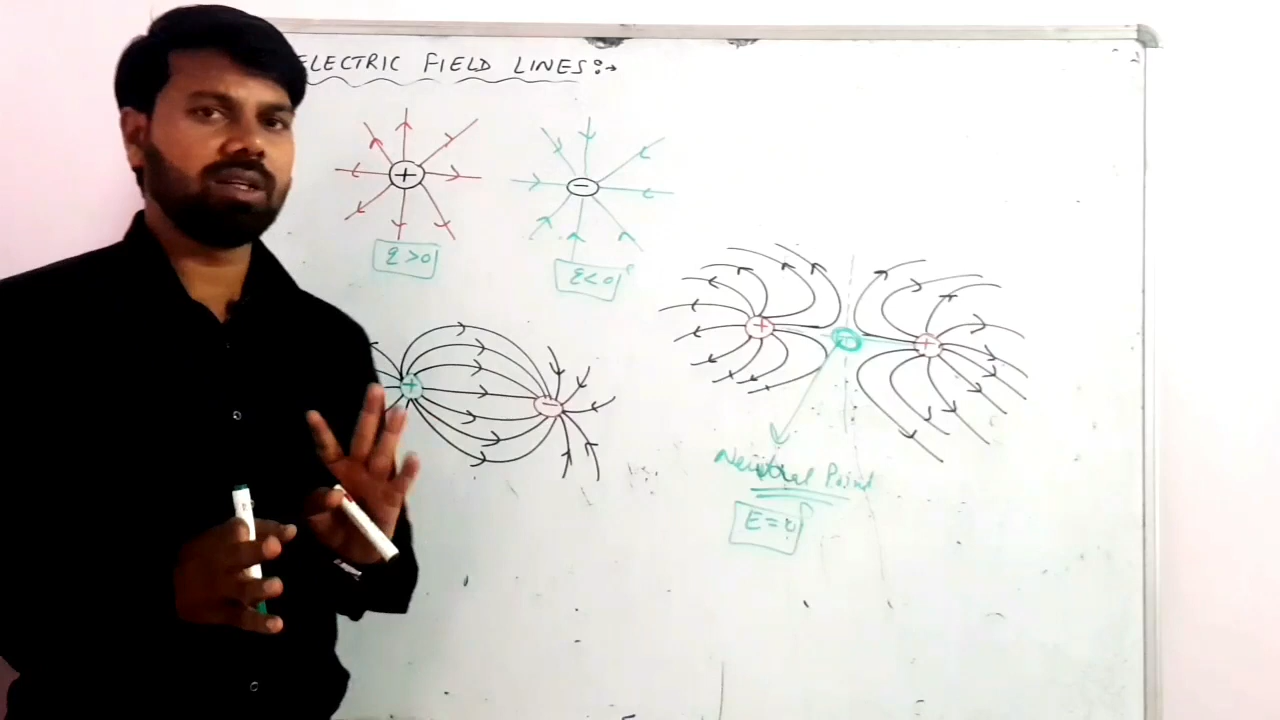 ELECTRIC FIELD LINES:→
+
−
q>0
q<0
+
+
+
−
Neutral Point
E=0